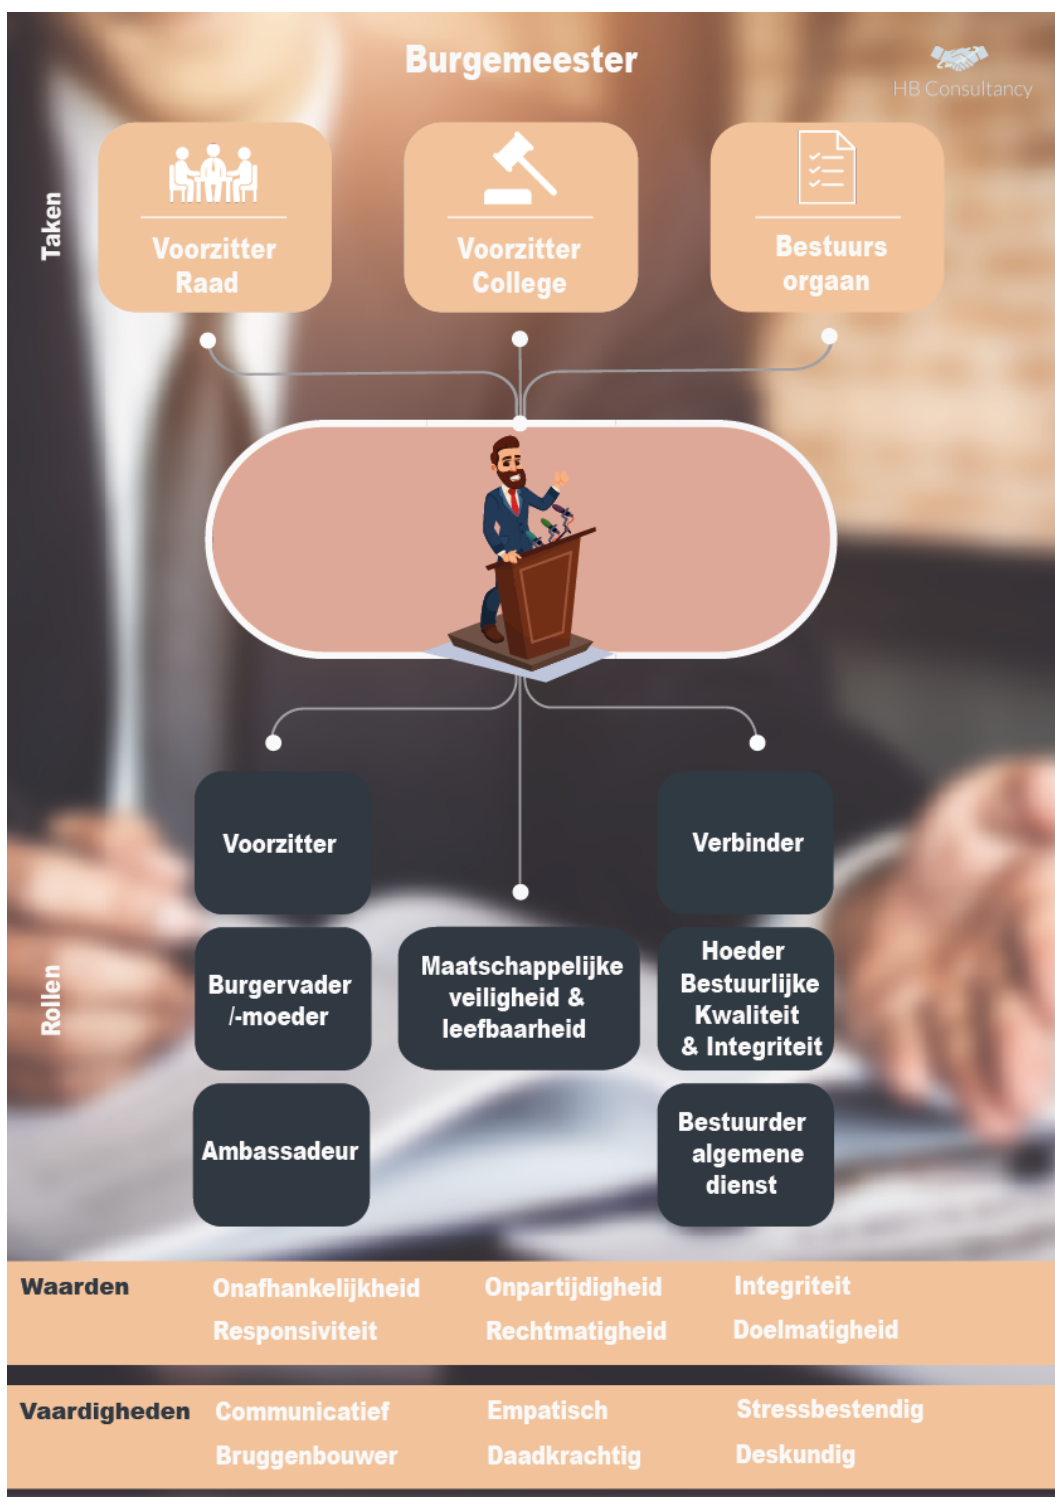 Burgemeester
HB Consultancy
Taken
Voorzitter
Raad
Voorzitter
College
Bestuurs
orgaan
Rollen
Voorzitter
Verbinder
Burgervader
/-moeder
Maatschappelijke
veiligheid &
leefbaarheid
Hoeder
Bestuurlijke
Kwaliteit
& Integriteit
Ambassadeur
Bestuurder
algemene
dienst
Waarden
Onafhankelijkheid
Onpartijdigheid
Integriteit
Responsiviteit
Rechtmatigheid
Doelmatigheid
Vaardigheden
Communicatief
Empatisch
Stressbestendig
Bruggenbouwer
Daadkrachtig
Deskundig